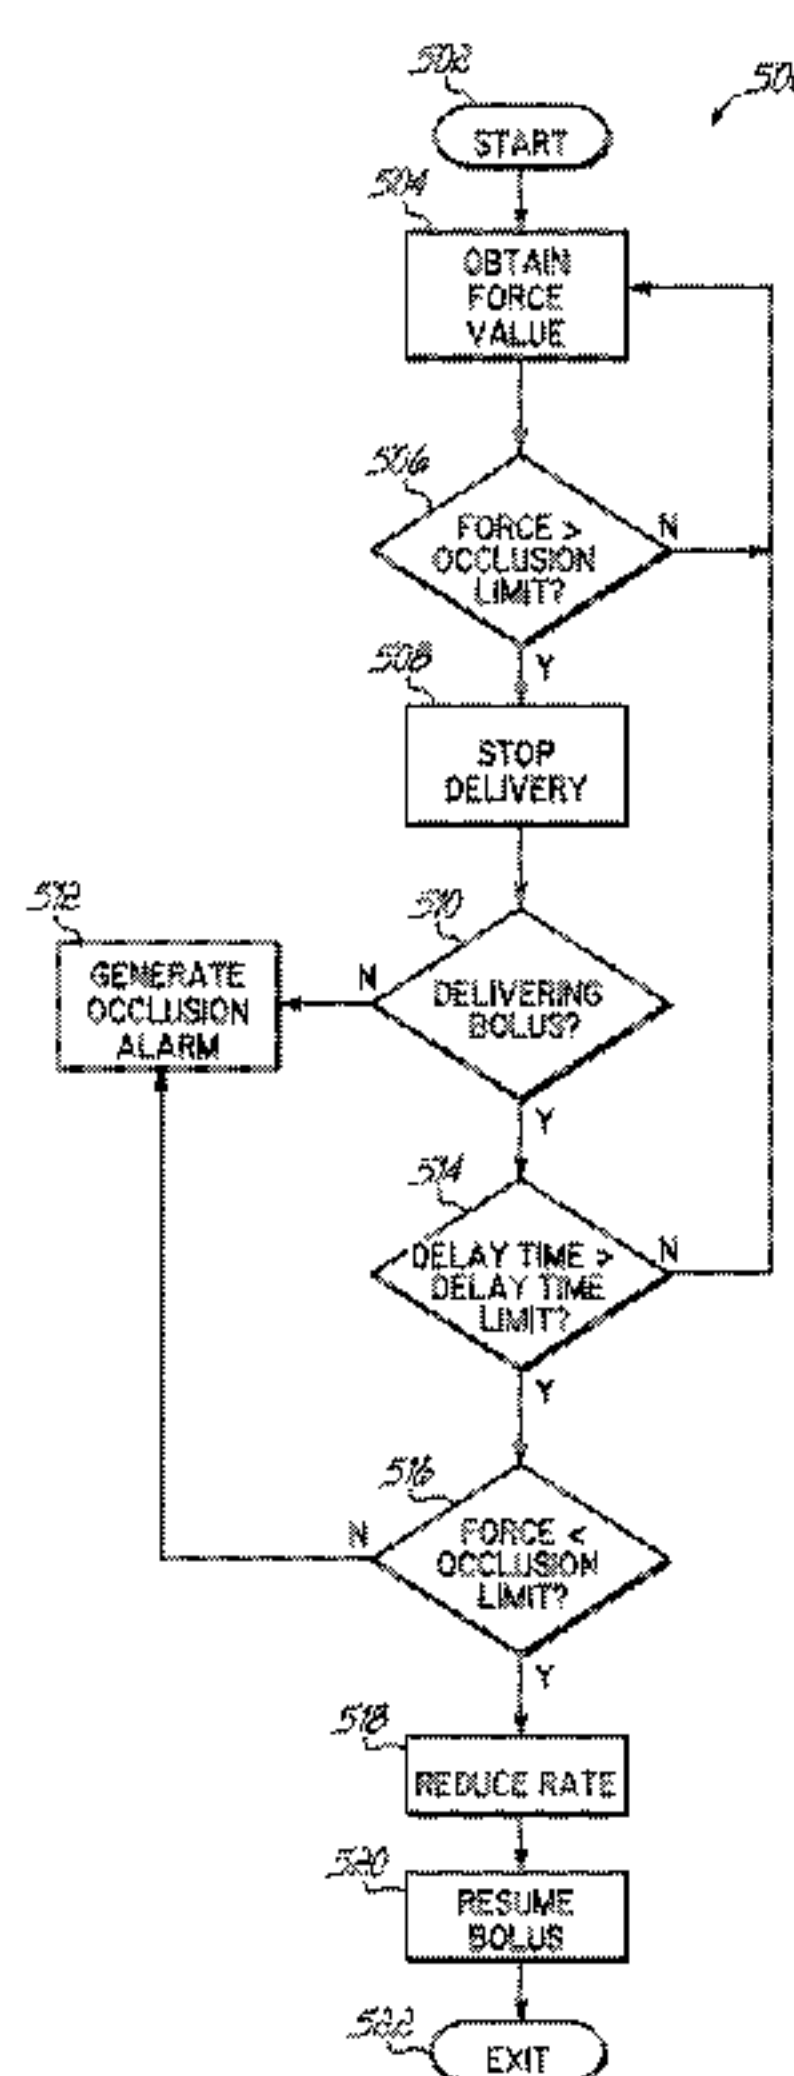 502
START
504
OBTAIN
FORCE
VALUE
506
FORCE >
OCCLUSION
LIMIT?
N
Y
508
STOP
DELIVERY
510
DELIVERING
BOLUS?
N
Y
512
GENERATE
OCCLUSION
ALARM
514
DELAY TIME >
DELAY TIME
LIMIT?
N
Y
516
FORCE <
OCCLUSION
LIMIT?
N
Y
518
REDUCE RATE
520
RESUME
BOLUS
522
EXIT